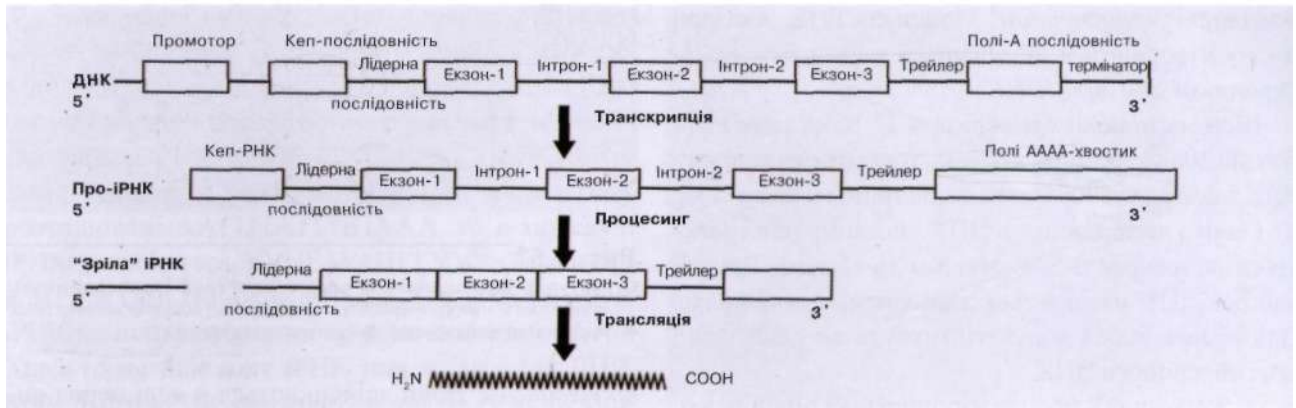 Промотор Кеп-послідовність Полі-А послідовність
Лідерна Інтрон-1 Інтрон-2 Трейлер термінатор
ДНК Екзон-1 Екзон-2 Екзон-3
5' послідовність 3'
Транскрипція
Кеп-РНК Полі АААА-хвостик
Лідерна Інтрон-1 Інтрон-2 Трейлер
Про-іРНК Екзон-1 Екзон-2 Екзон-3
5' послідовність 3'
Процесинг
"Зріла" іРНК Лідерна Трейлер
Екзон-1 Екзон-2 Екзон-3
5' послідовність 3'
Трансляція
H₂N COOH